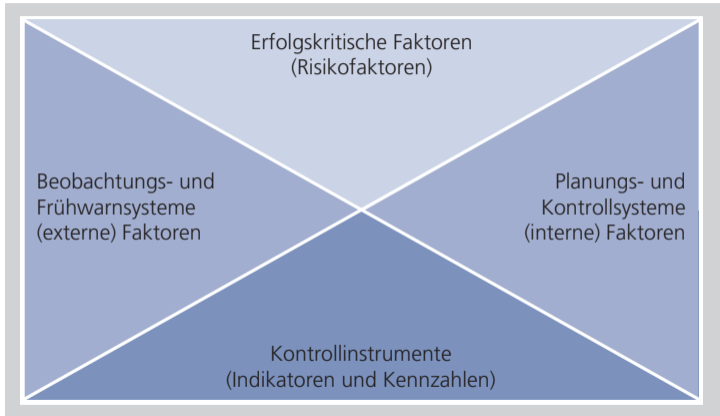 Erfolgskritische Faktoren
(Risikofaktoren)
Beobachtungs- und
Frühwarnsysteme
(externe) Faktoren
Planungs- und
Kontrollsysteme
(interne) Faktoren
Kontrollinstrumente
(Indikatoren und Kennzahlen)